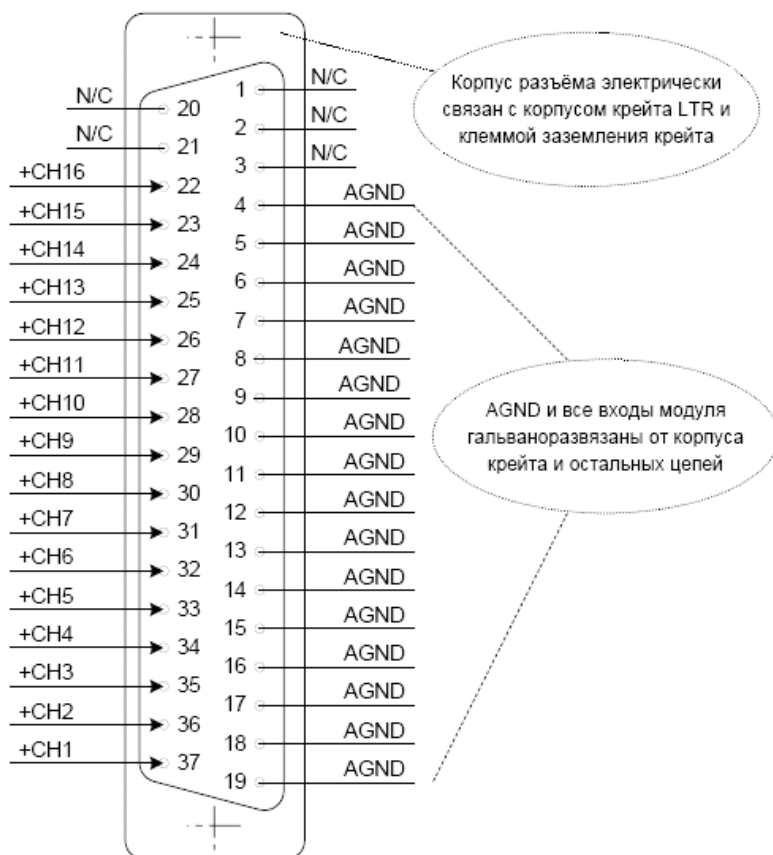 1 N/C
N/C 20
2 N/C
N/C 21
3 N/C
+CH16 22
4 AGND
+CH15 23
5 AGND
+CH14 24
6 AGND
+CH13 25
7 AGND
+CH12 26
8 AGND
+CH11 27
9 AGND
+CH10 28
10 AGND
+CH9 29
11 AGND
+CH8 30
12 AGND
+CH7 31
13 AGND
+CH6 32
14 AGND
+CH5 33
15 AGND
+CH4 34
16 AGND
+CH3 35
17 AGND
+CH2 36
18 AGND
+CH1 37
19 AGND
Корпус разъёма электрически
связан с корпусом крейта LTR и
клеммой заземления крейта
AGND и все входы модуля
гальваноразвязаны от корпуса
крейта и остальных цепей